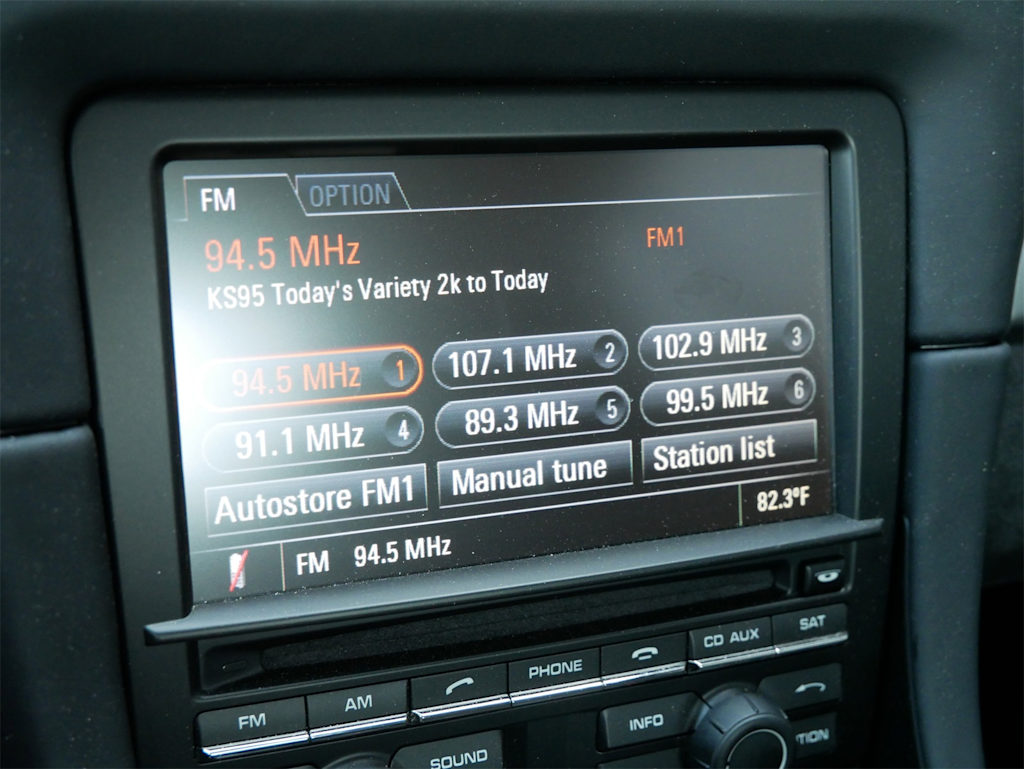 FM OPTION
94.5 MHz FM1
KS95 Today's Variety 2k to Today
94.5 MHz 1 107.1 MHz 2 102.9 MHz 3
91.1 MHz 4 89.3 MHz 5 99.5 MHz 6
Autostore FM1 Manual tune Station list
FM 94.5 MHz 82.3°F
FM AM PHONE CD AUX SAT
SOUND INFO